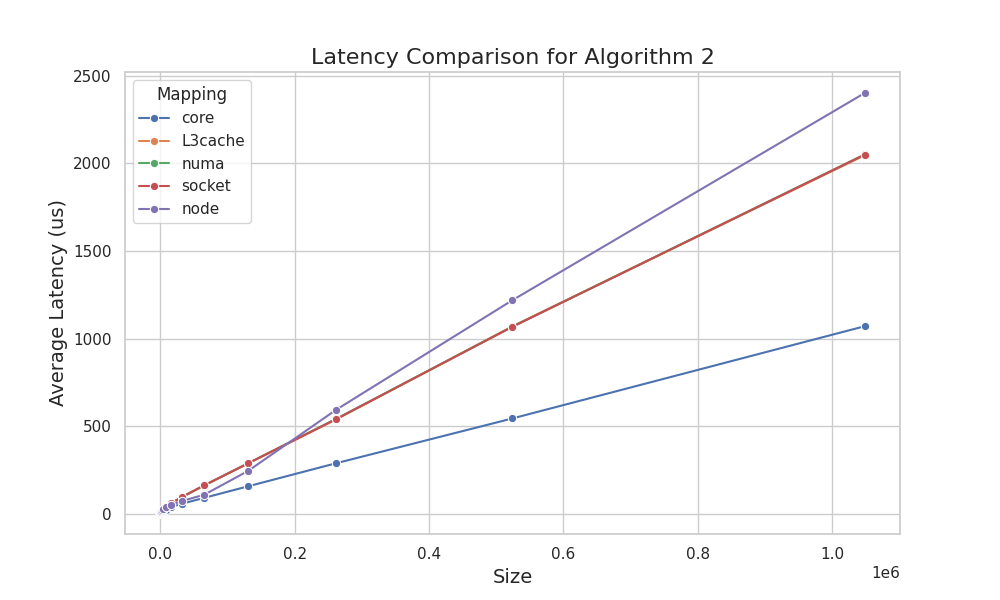 Latency Comparison for Algorithm 2
Mapping
core
L3cache
numa
socket
node
Average Latency (us)
2500
2000
1500
1000
500
0
0.0 0.2 0.4 0.6 0.8 1.0
1e6
Size